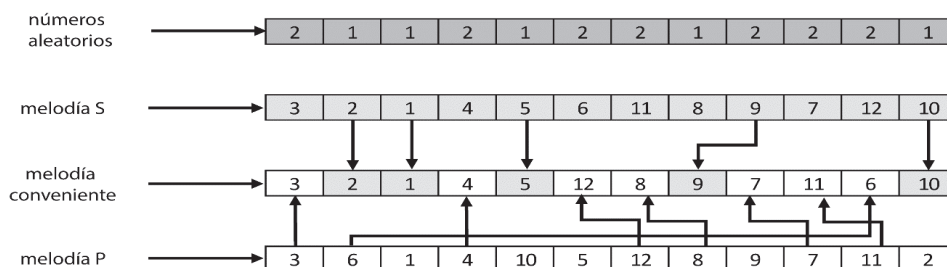 números
aleatorios
2 1 1 2 1 2 2 1 2 2 2 1
melodía S
3 2 1 4 5 6 11 8 9 7 12 10
melodía
conveniente
3 2 1 4 5 12 8 9 7 11 6 10
melodía P
3 6 1 4 10 5 12 8 9 7 11 2